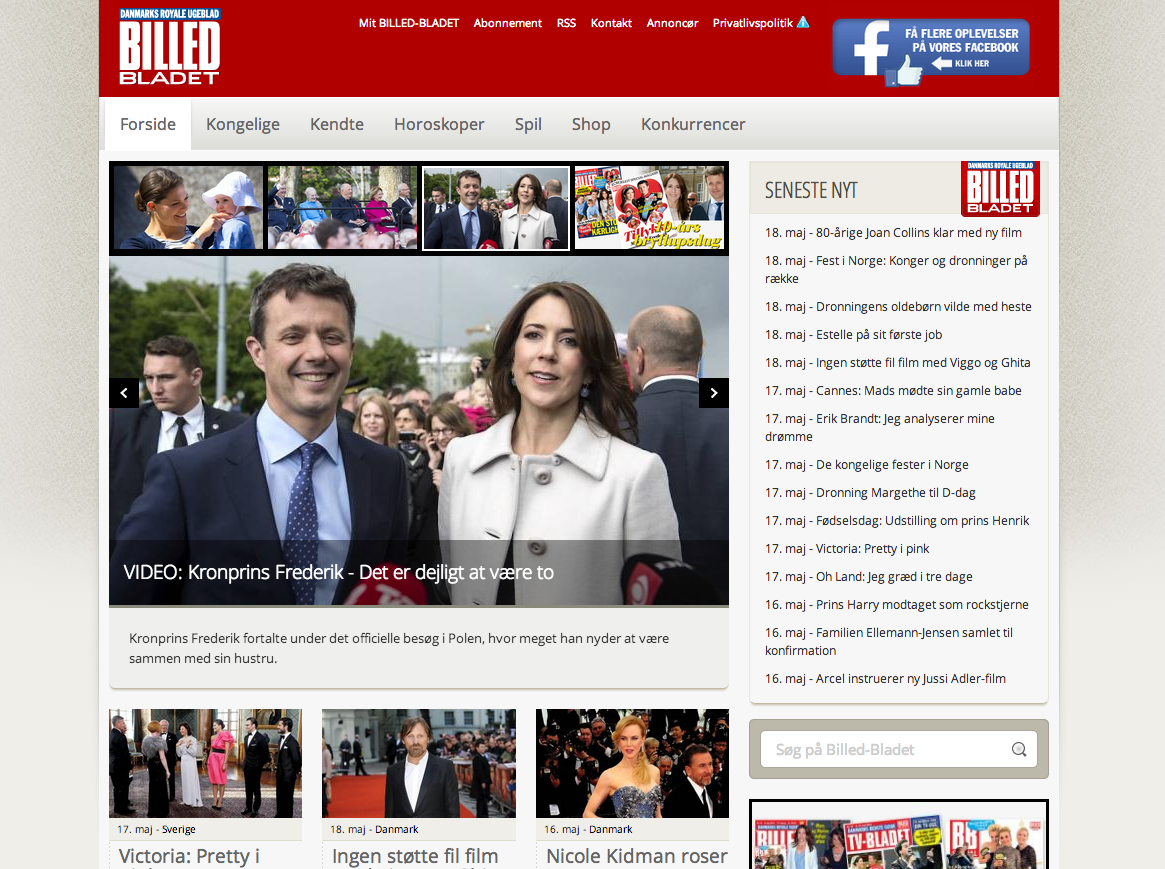 DANMARKS ROYALE UGEBLAD
BILLED
BLADET
Mit BILLED-BLADET Abonnement RSS Kontakt Annoncør Privatlivspolitik
FÅ FLERE OPLEVELSER
PÅ VORES FACEBOOK
KLIK HER
Forside Kongelige Kendte Horoskoper Spil Shop Konkurrencer
10-års
bryllupsdag
VIDEO: Kronprins Frederik - Det er dejligt at være to
Kronprins Frederik fortalte under det officielle besøg i Polen, hvor meget han nyder at være
sammen med sin hustru.
17. maj - Sverige
Victoria: Pretty i
18. maj - Danmark
Ingen støtte fil film
16. maj - Danmark
Nicole Kidman roser
SENESTE NYT
DANMARKS ROYALE UGEBLAD
BILLED
BLADET
18. maj - 80-årige Joan Collins klar med ny film
18. maj - Fest i Norge: Konger og dronninger på
række
18. maj - Dronningens oldebørn vilde med heste
18. maj - Estelle på sit første job
18. maj - Ingen støtte fil film med Viggo og Ghita
17. maj - Cannes: Mads mødte sin gamle babe
17. maj - Erik Brandt: Jeg analyserer mine
drømme
17. maj - De kongelige fester i Norge
17. maj - Dronning Margethe til D-dag
17. maj - Fødselsdag: Udstilling om prins Henrik
17. maj - Victoria: Pretty i pink
17. maj - Oh Land: Jeg græd i tre dage
16. maj - Prins Harry modtaget som rockstjerne
16. maj - Familien Ellemann-Jensen samlet til
konfirmation
16. maj - Arcel instruerer ny Jussi Adler-film
Søg på Billed-Bladet
TV-BLADET